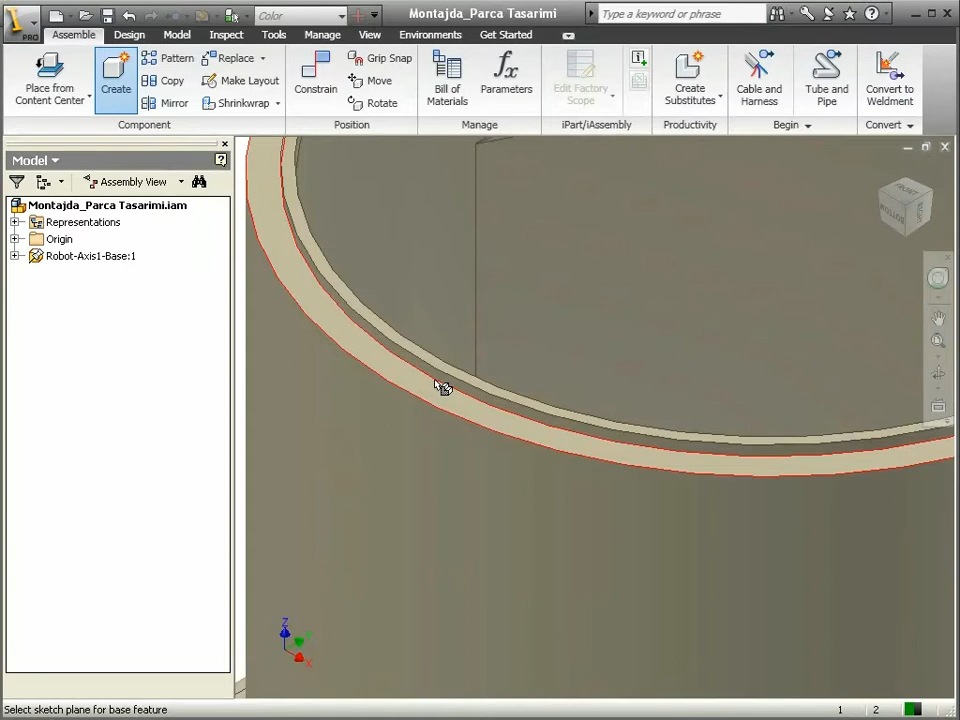 PRO
Color
Montajda_Parca Tasarimi
Type a keyword or phrase
Assemble Design Model Inspect Tools Manage View Environments Get Started
Place from
Content Center
Create
Pattern
Copy
Mirror
Replace
Make Layout
Shrinkwrap
Constrain
Grip Snap
Move
Rotate
Bill of
Materials
Parameters
Edit Factory
Scope
Create
Substitutes
Cable and
Harness
Tube and
Pipe
Convert to
Weldment
Component Position Manage iPart/iAssembly Productivity Begin Convert
Model
Assembly View
Montajda_Parca Tasarimi.iam
Representations
Origin
Robot-Axis1-Base:1
FRONT
BOTTOM
RIGHT
Z
Y
X
Select sketch plane for base feature
1 2